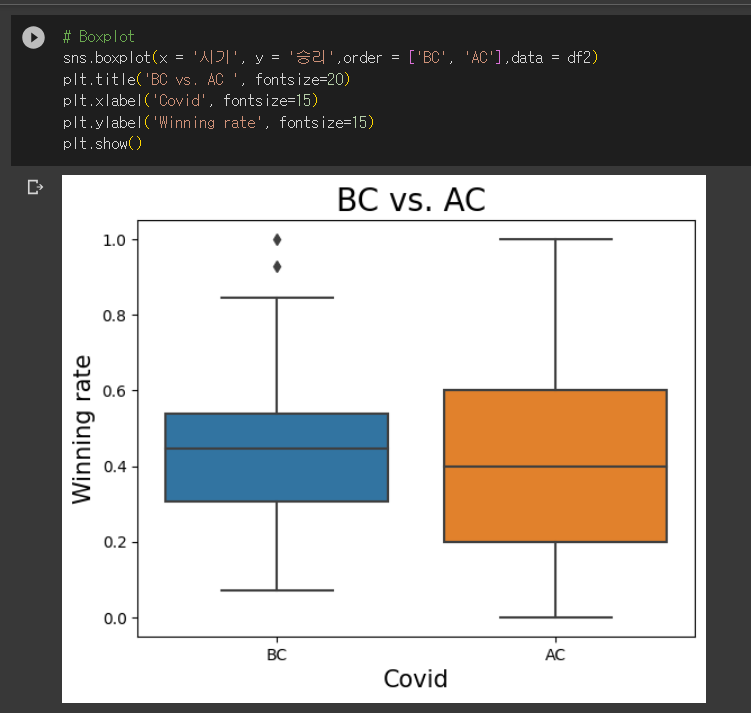 # Boxplot
sns.boxplot(x = '시기', y = '승리',order = ['BC', 'AC'],data = df2)
plt.title('BC vs. AC ', fontsize=20)
plt.xlabel('Covid', fontsize=15)
plt.ylabel('Winning rate', fontsize=15)
plt.show()
BC vs. AC
1.0
0.8
0.6
0.4
0.2
0.0
Winning rate
BC
AC
Covid